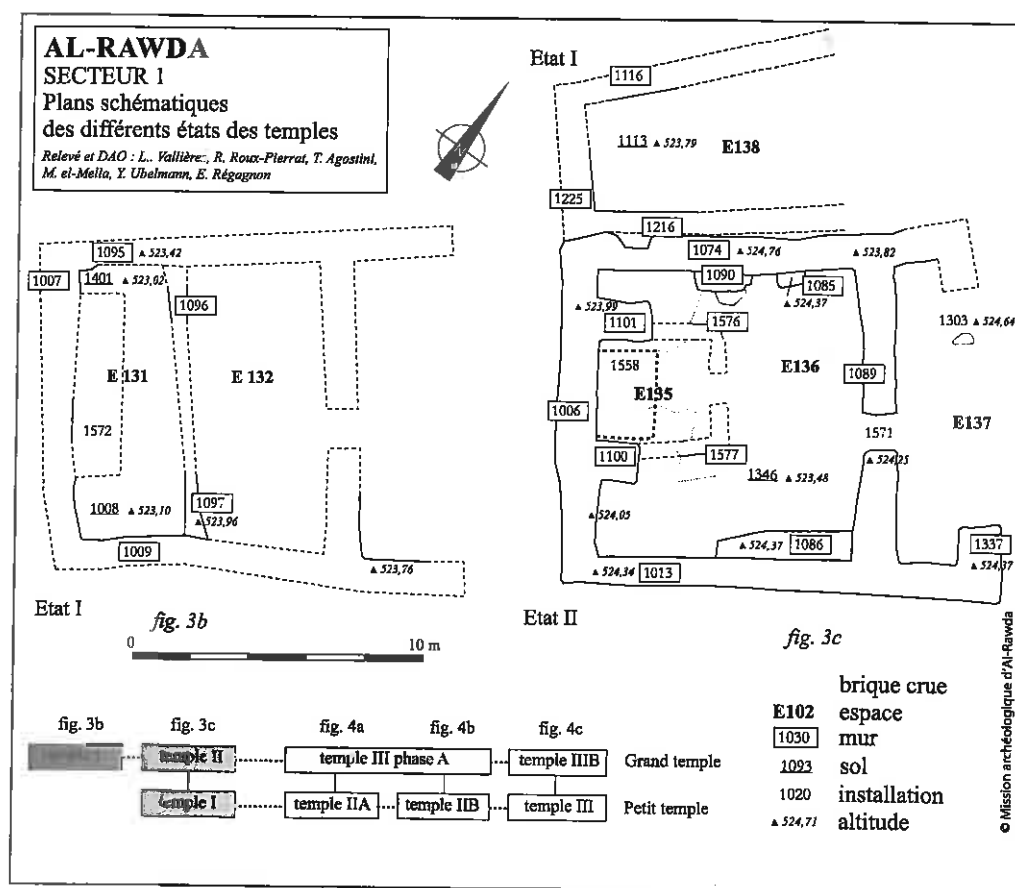 AL-RAWDA
SECTEUR 1
Plans schématiques
des différents états des temples
Relevé et DAO : L.. Vallière:, R. Roux-Pierrat, T. Agostini,
M. el-Mella, Y. Ubelmann, E. Régagnon
Etat I
1116
1113 ▲ 523,79
E138
1225
1216
1074 ▲ 524,76
▲ 523,82
1090
1085
▲ 524,37
▲ 523,99
1101
1576
1303 ▲ 524,64
1558
E136
1089
E135
1006
E137
1571
1100
1577
▲ 524,25
1346 ▲ 523,48
▲ 524,05
▲ 524,37 1086
1337
▲ 524,34 1013
▲ 524,37
Etat II
fig. 3c
1095 ▲ 523,42
1007
1401 ▲ 523,02
1096
E 131
E 132
1572
1008 ▲ 523,10
1097
▲ 523,96
1009
▲ 523,76
Etat I
fig. 3b
0
10 m
fig. 3b
fig. 3c
fig. 4a
fig. 4b
fig. 4c
temple II
temple III phase A
temple IIIB
Grand temple
temple I
temple IIA
temple IIB
temple III
Petit temple
brique crue
E102 espace
1030 mur
1093 sol
1020 installation
▲ 524,71 altitude
© Mission archéologique d'Al-Rawda